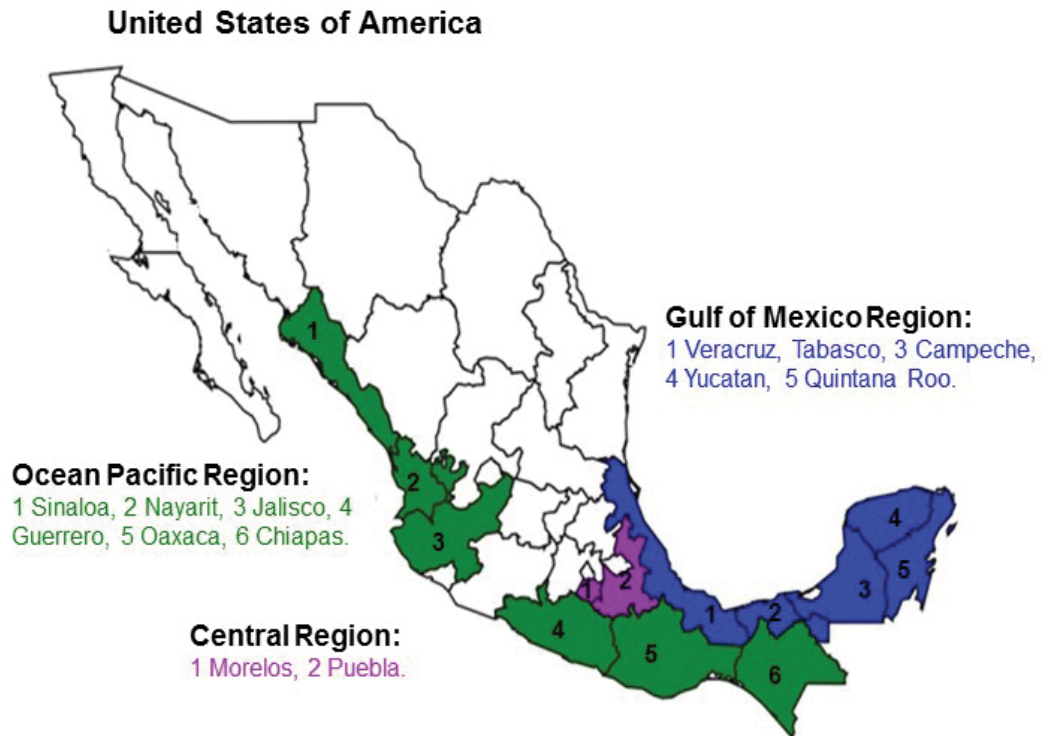 United States of America
Gulf of Mexico Region:
1 Veracruz, Tabasco, 3 Campeche,
4 Yucatan, 5 Quintana Roo.
Ocean Pacific Region:
1 Sinaloa, 2 Nayarit, 3 Jalisco, 4
Guerrero, 5 Oaxaca, 6 Chiapas.
Central Region:
1 Morelos, 2 Puebla.
1
2
3
4
5
6
1
2
1
2
3
4
5